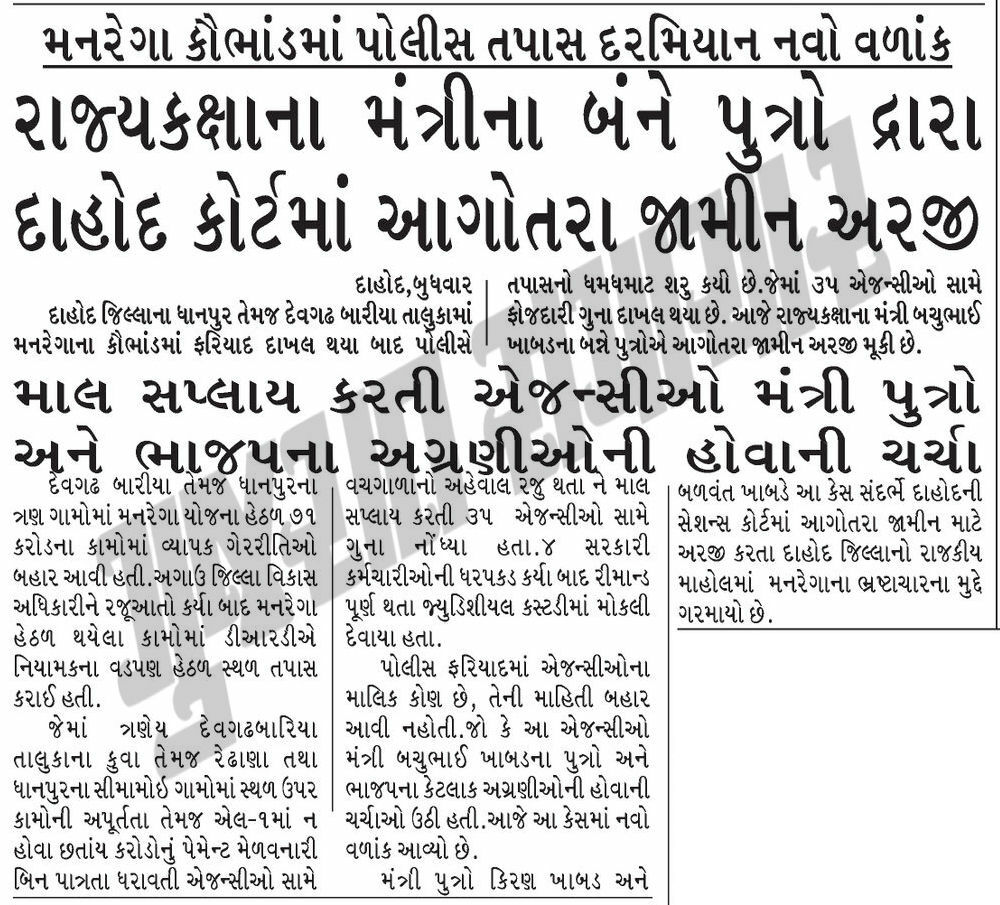 મનરેગા કૌભાંડમાં પોલીસ તપાસ દરમિયાન નવો વળાંક
રાજ્યકક્ષાના મંત્રીના બંને પુત્રો દ્રારા
દાહોદ કોર્ટમાં આગોતરા જામીન અરજી
દાહોદ,બુધવાર
દાહોદ જિલ્લાના ધાનપુર તેમજ દેવગઢ બારીયા તાલુકામાં
મનરેગાના કૌભાંડમાં ફરિયાદ દાખલ થયા બાદ પોલીસે
તપાસનો ધમધમાટ શરુ કયી છે.જેમાં ૩૫ એજન્સીઓ સામે
ફોજદારી ગુના દાખલ થયા છે. આજે રાજ્યકક્ષાના મંત્રી બચુભાઈ
ખાબડના બન્ને પુત્રોએ આગોતરા જામીન અરજી મૂકી છે.
માલ સપ્લાય કરતી એજન્સીઓ મંત્રી પુત્રો
અને ભાજપના અગ્રણીઓની હોવાની ચર્ચા
દેવગઢ બારીયા તેમજ ધાનપુરના
ત્રણ ગામોમાં મનરેગા યોજના હેઠળ ૭૧
કરોડના કામોમાં વ્યાપક ગેરરીતિઓ
બહાર આવી હતી.અગાઉ જિલ્લા વિકાસ
અધિકારીને રજૂઆતો કર્યા બાદ મનરેગા
હેઠળ થયેલા કામોમાં ડીઆરડીએ
નિયામકના વડપણ હેઠળ સ્થળ તપાસ
કરાઈ હતી.
જેમાં ત્રણેય દેવગઢબારિયા
તાલુકાના કુવા તેમજ રેઢાણા તથા
ધાનપુરના સીમામોઈ ગામોમાં સ્થળ ઉપર
કામોની અપૂર્તતા તેમજ એલ-૧માં ન
હોવા છતાંય કરોડોનું પેમેન્ટ મેળવનારી
બિન પાત્રતા ધરાવતી એજન્સીઓ સામે
વચગાળાનો અહેવાલ રજુ થતા ને માલ
સપ્લાય કરતી ૩૫ એજન્સીઓ સામે
ગુના નોંધ્યા હતા.૪ સરકારી
કર્મચારીઓની ધરપકડ કર્યા બાદ રીમાન્ડ
પૂર્ણ થતા જ્યુડિશીયલ કસ્ટડીમાં મોકલી
દેવાયા હતા.
પોલીસ ફરિયાદમાં એજન્સીઓના
માલિક કોણ છે, તેની માહિતી બહાર
આવી નહોતી.જો કે આ એજન્સીઓ
મંત્રી બચુભાઈ ખાબડના પુત્રો અને
ભાજપના કેટલાક અગ્રણીઓની હોવાની
ચર્ચાઓ ઉઠી હતી.આજે આ કેસમાં નવો
વળાંક આવ્યો છે.
મંત્રી પુત્રો કિરણ ખાબડ અને
બળવંત ખાબડે આ કેસ સંદર્ભે દાહોદની
સેશન્સ કોર્ટમાં આગોતરા જામીન માટે
અરજી કરતા દાહોદ જિલ્લાનો રાજકીય
માહોલમાં મનરેગાના ભ્રષ્ટાચારના મુદ્દે
ગરમાયો છે.